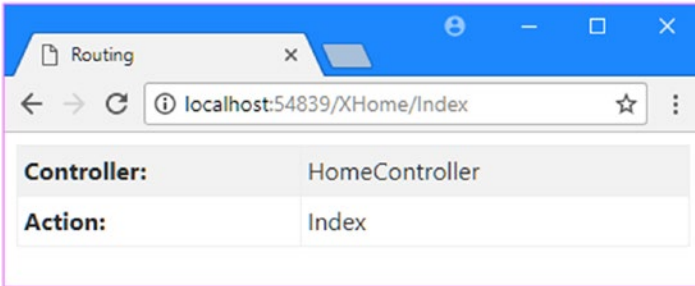 Routing
localhost:54839/XHome/Index
Controller: HomeController
Action: Index